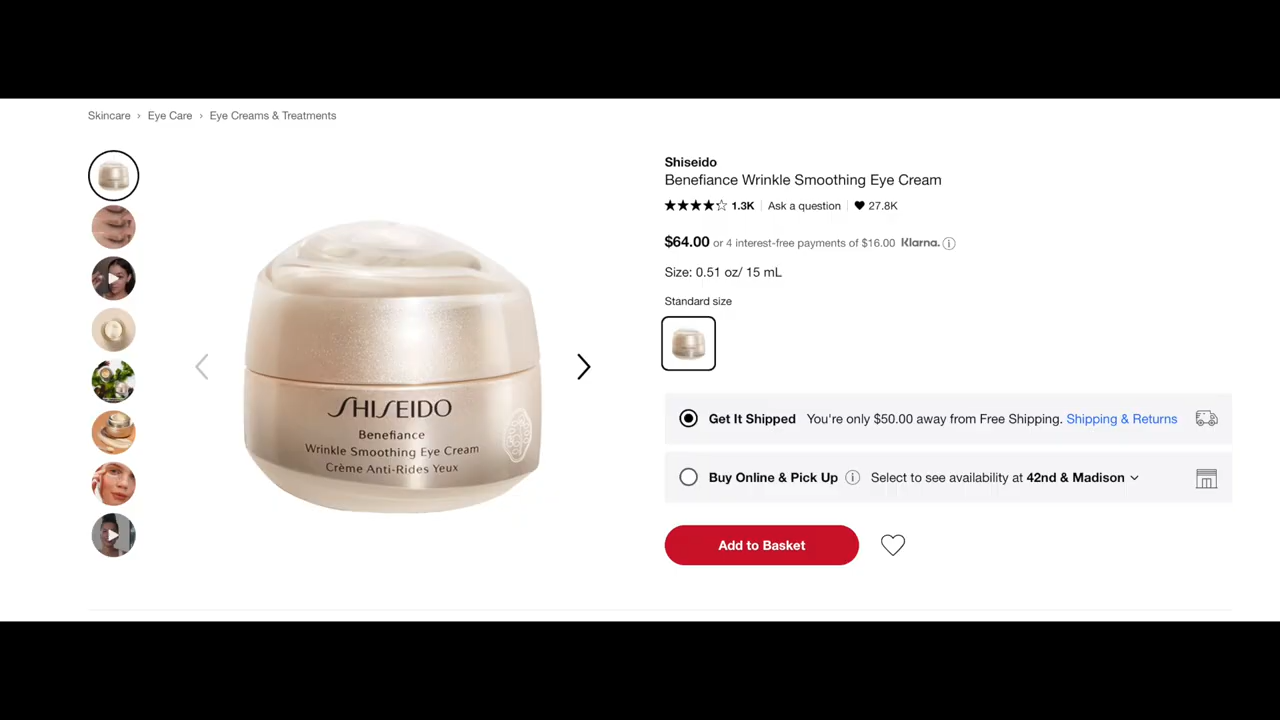 Skincare › Eye Care › Eye Creams & Treatments
Shiseido
Benefiance Wrinkle Smoothing Eye Cream
★★★★☆ 1.3K | Ask a question | ♥ 27.8K
$64.00 or 4 interest-free payments of $16.00 Klarna. ⓘ
Size: 0.51 oz/ 15 mL
Standard size
SHISEIDO
Benefiance
Wrinkle Smoothing Eye Cream
Crème Anti-Rides Yeux
Get It Shipped You're only $50.00 away from Free Shipping. Shipping & Returns
Buy Online & Pick Up ⓘ Select to see availability at 42nd & Madison
Add to Basket